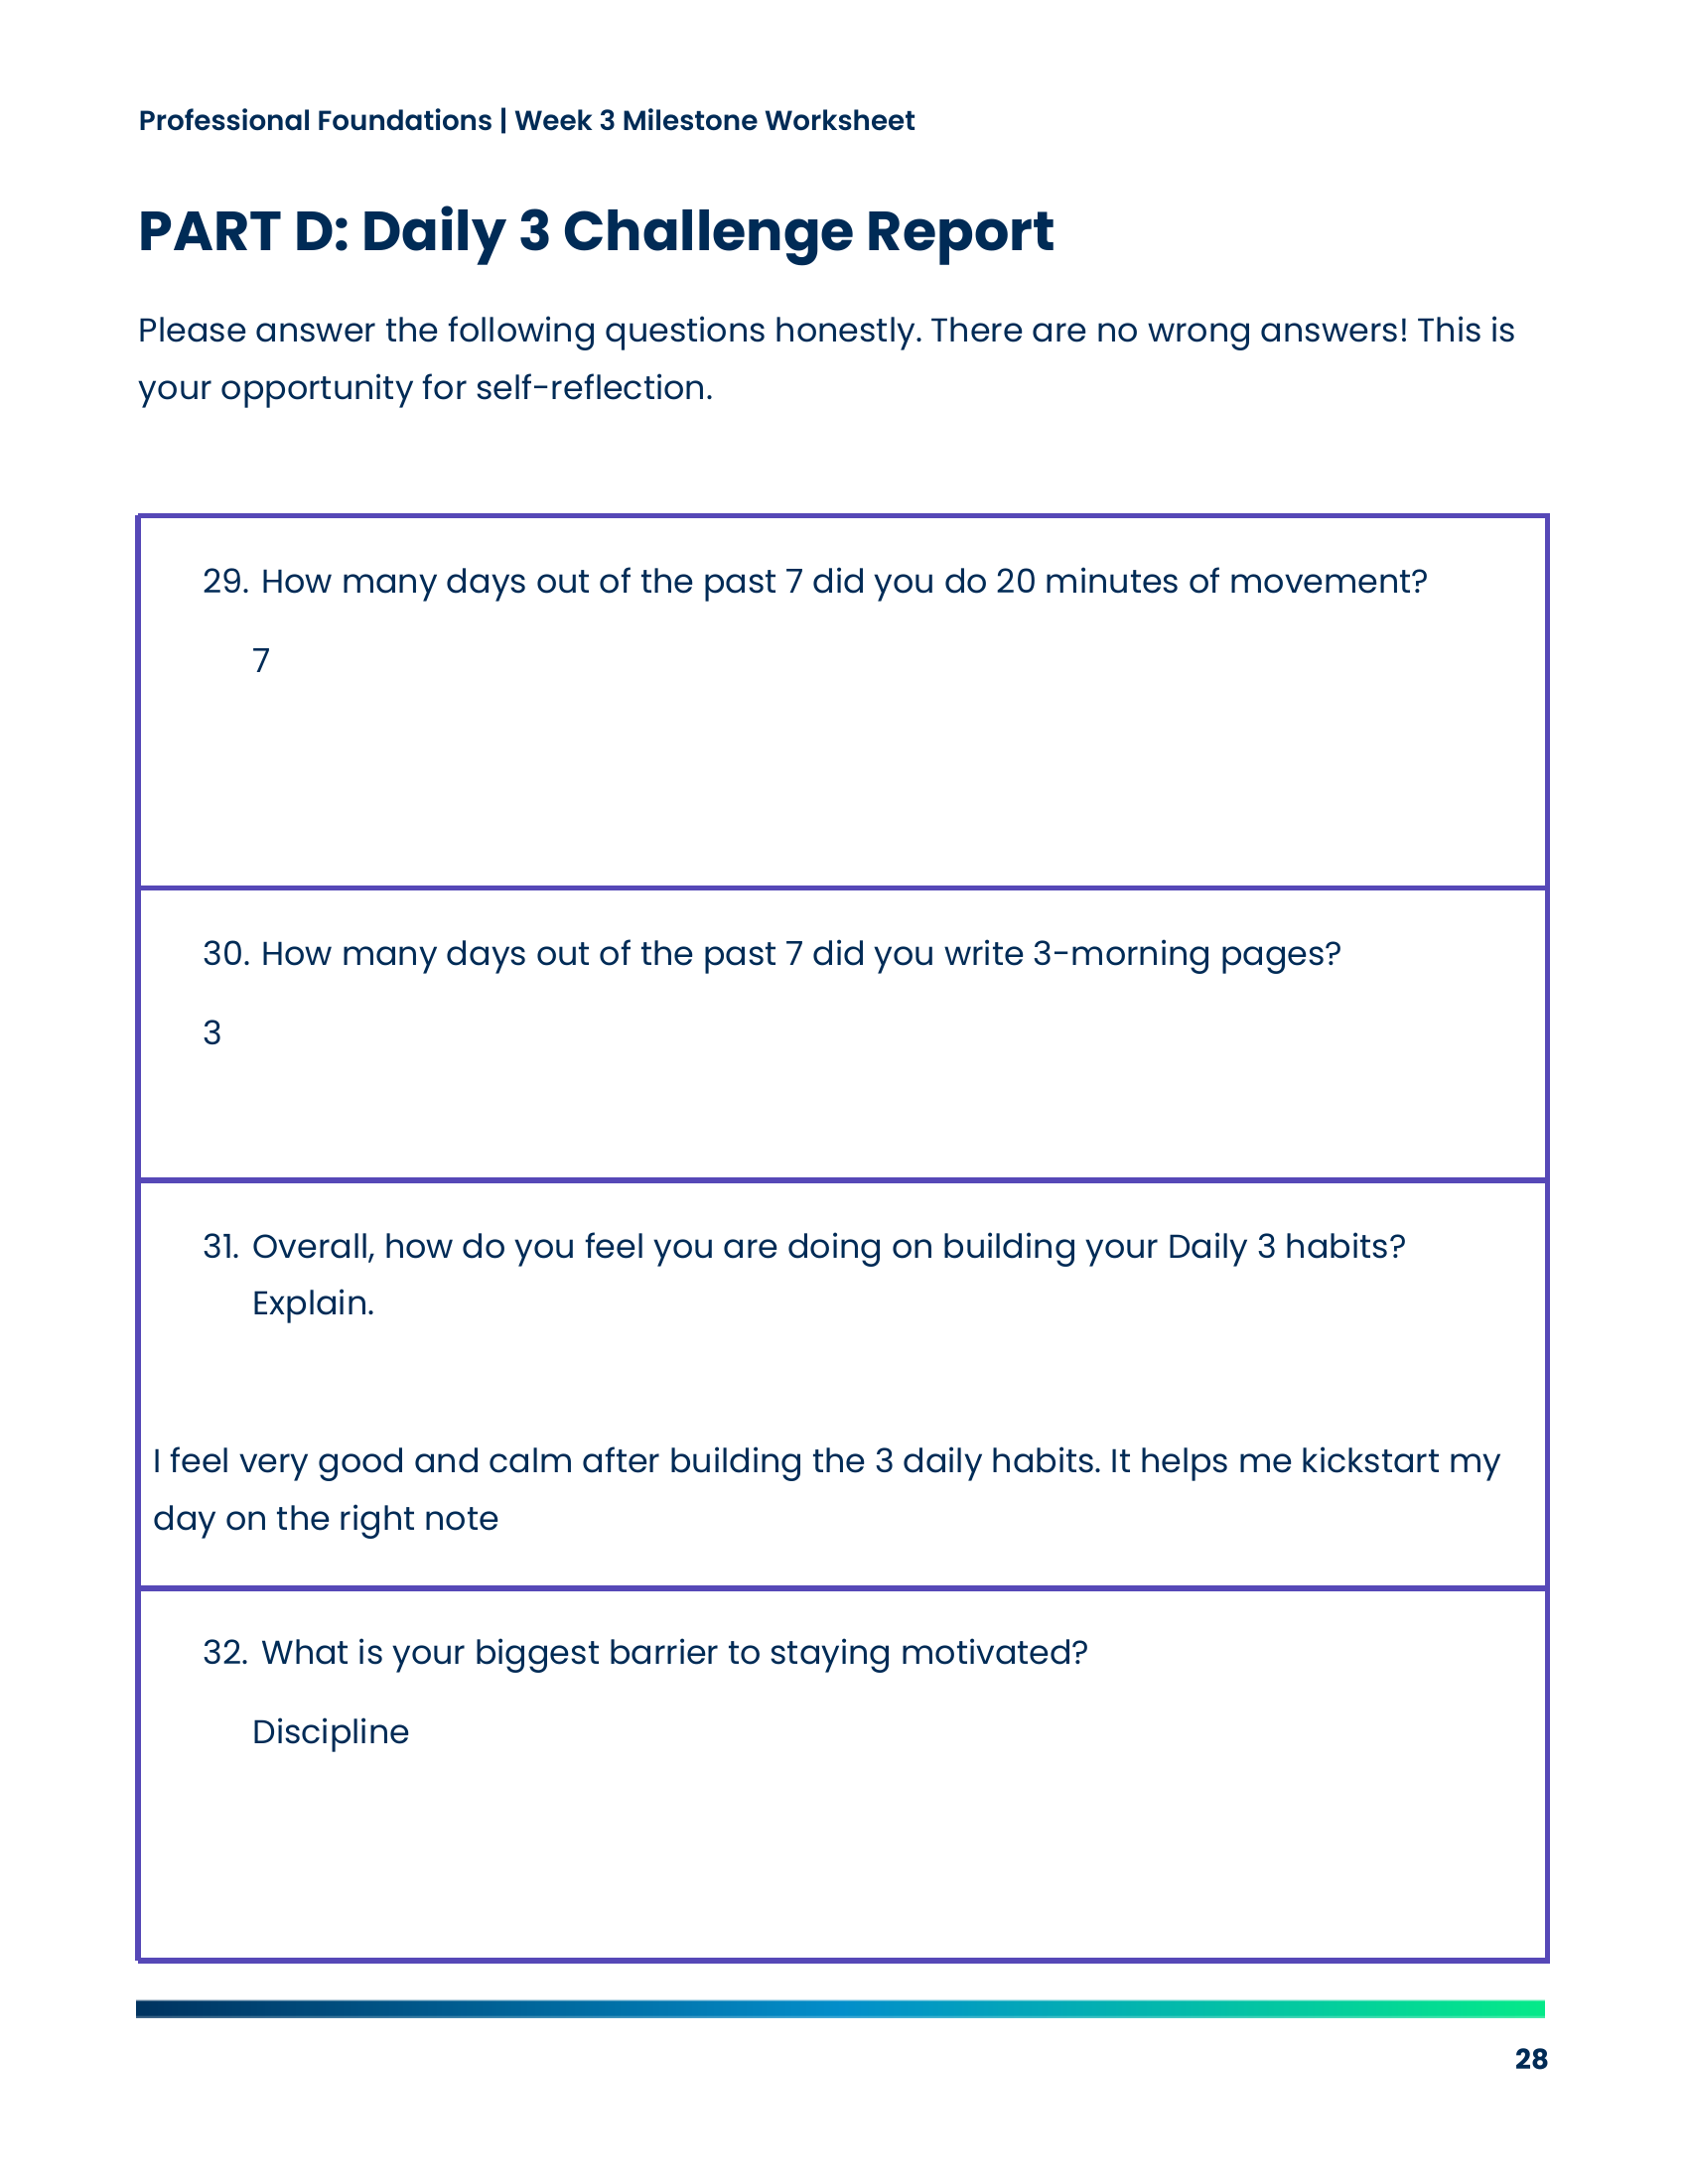 Professional Foundations | Week 3 Milestone Worksheet
PART D: Daily 3 Challenge Report
Please answer the following questions honestly. There are no wrong answers! This is
your opportunity for self-reflection.
29. How many days out of the past 7 did you do 20 minutes of movement?
7
30. How many days out of the past 7 did you write 3-morning pages?
3
31. Overall, how do you feel you are doing on building your Daily 3 habits?
Explain.
I feel very good and calm after building the 3 daily habits. It helps me kickstart my
day on the right note
32. What is your biggest barrier to staying motivated?
Discipline
28